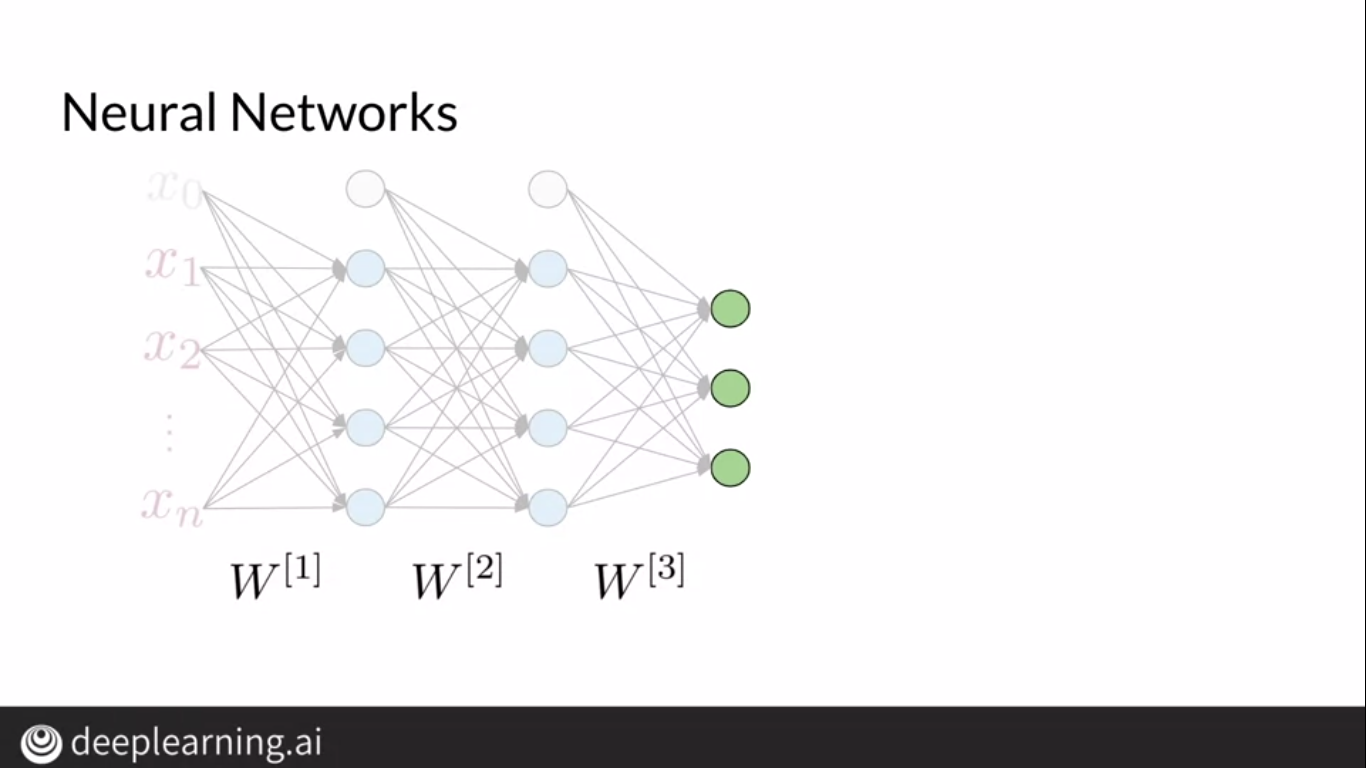 Neural Networks
x₀
x₁
x₂
⋮
xₙ
W^[1] W^[2] W^[3]
deeplearning.ai